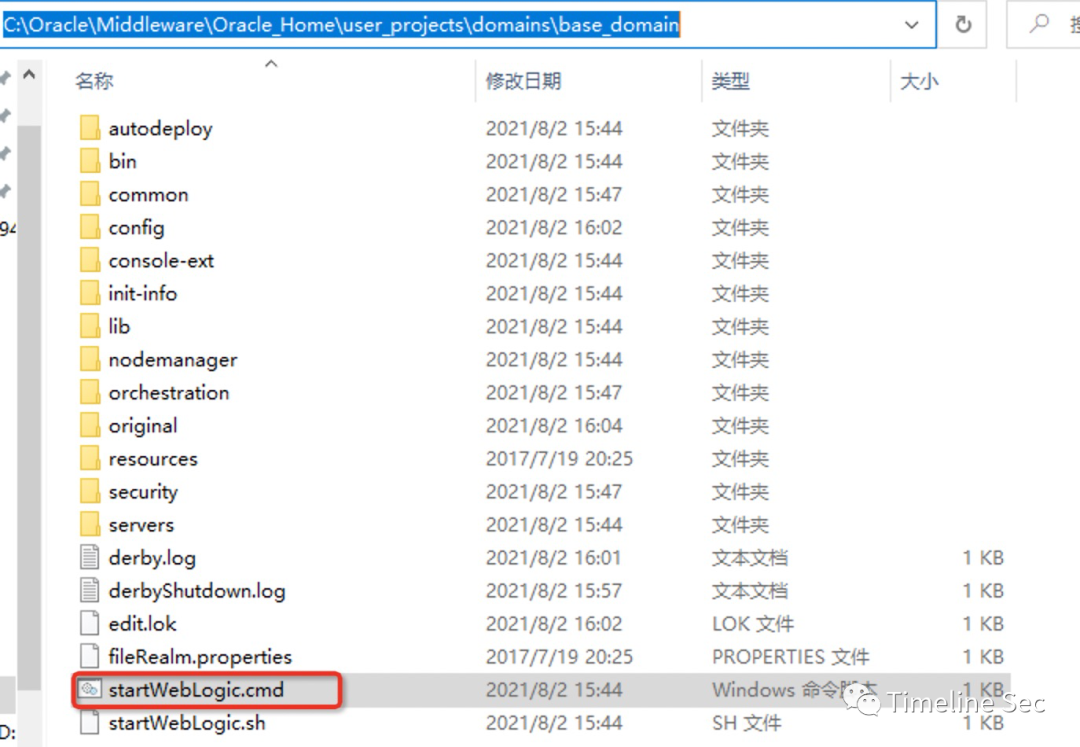 C:\Oracle\Middleware\Oracle_Home\user_projects\domains\base_domain
名称 修改日期 类型 大小
autodeploy 2021/8/2 15:44 文件夹
bin 2021/8/2 15:44 文件夹
common 2021/8/2 15:47 文件夹
94 config 2021/8/2 16:02 文件夹
console-ext 2021/8/2 15:44 文件夹
init-info 2021/8/2 15:44 文件夹
lib 2021/8/2 15:44 文件夹
nodemanager 2021/8/2 15:44 文件夹
orchestration 2021/8/2 15:47 文件夹
original 2021/8/2 16:04 文件夹
resources 2017/7/19 20:25 文件夹
security 2021/8/2 15:47 文件夹
servers 2021/8/2 15:44 文件夹
derby.log 2021/8/2 16:01 文本文档 1 KB
derbyShutdown.log 2021/8/2 15:57 文本文档 1 KB
edit.lok 2021/8/2 16:02 LOK 文件 1 KB
fileRealm.properties 2017/7/19 20:25 PROPERTIES 文件 1 KB
startWebLogic.cmd 2021/8/2 15:44 Windows 命令脚本 1 KB
Timeline Sec
D: startWebLogic.sh 2021/8/2 15:44 SH 文件 1 KB